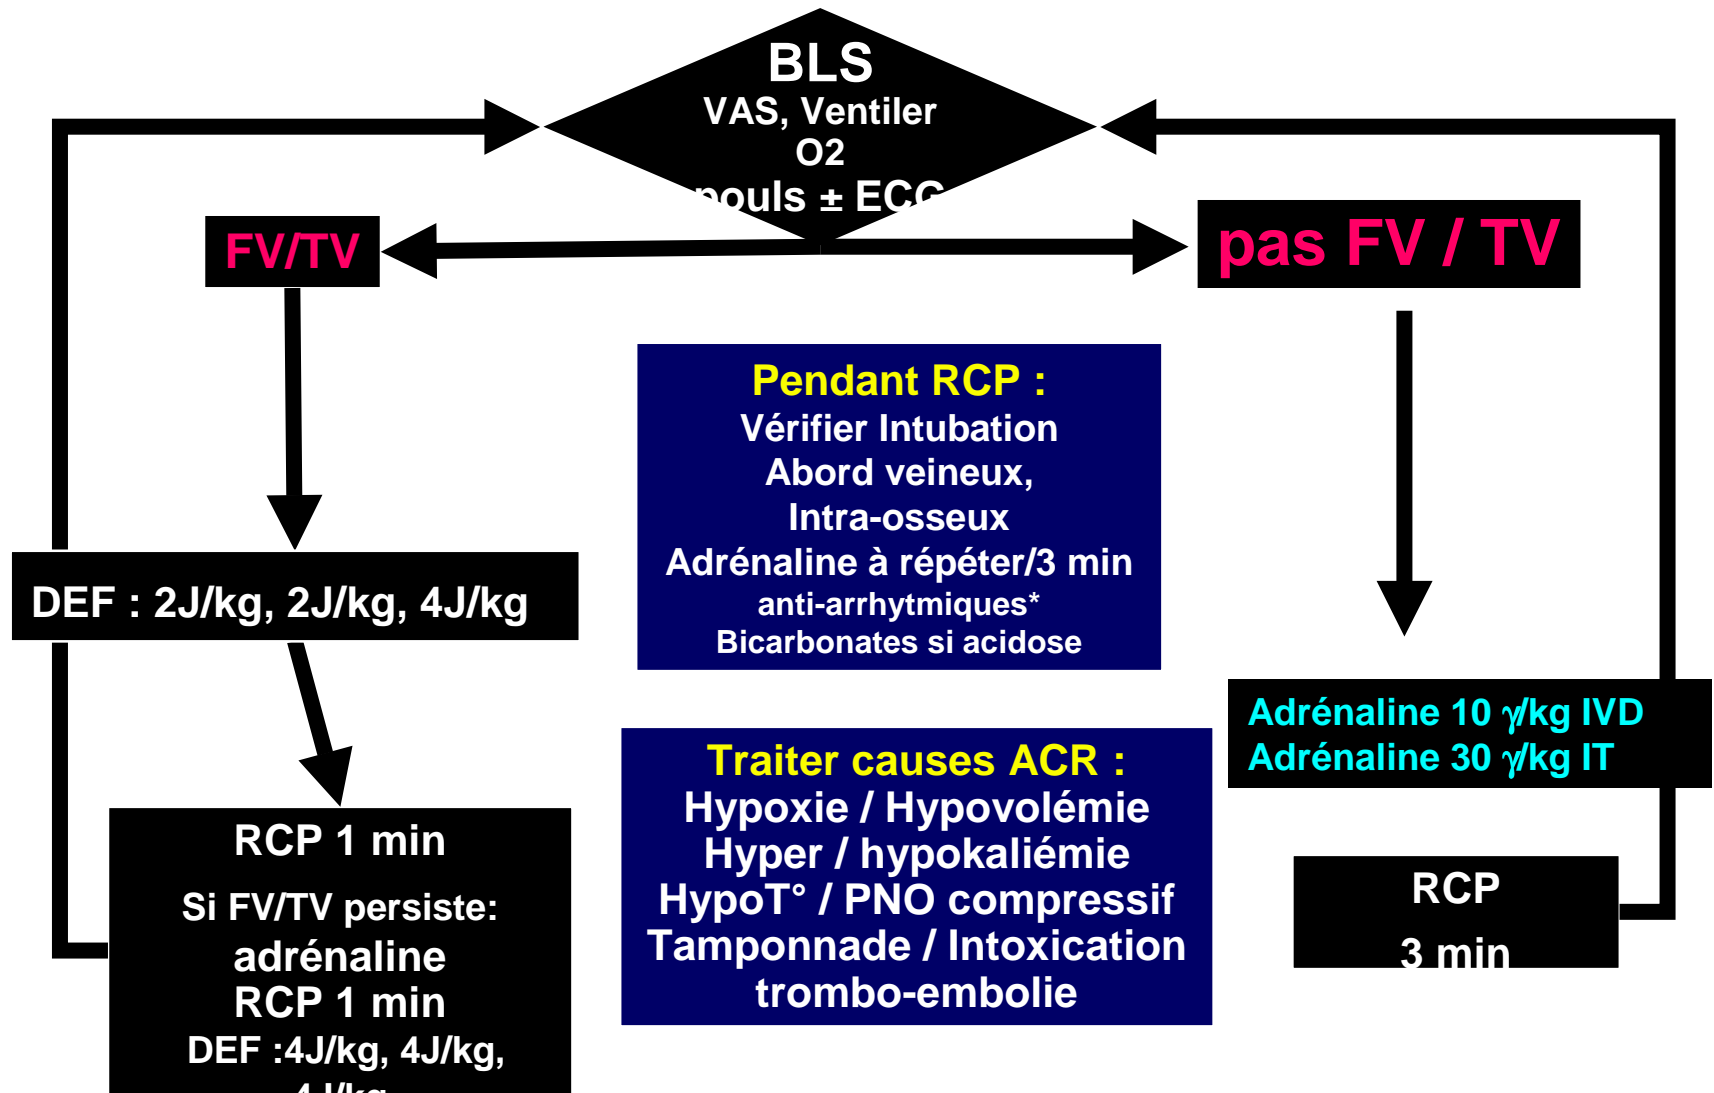 BLS
VAS, Ventiler
O2
pouls ± ECG
FV/TV
pas FV / TV
Pendant RCP :
Vérifier Intubation
Abord veineux,
Intra-osseux
Adrénaline à répéter/3 min
anti-arrhytmiques*
Bicarbonates si acidose
DEF : 2J/kg, 2J/kg, 4J/kg
Adrénaline 10 γ/kg IVD
Adrénaline 30 γ/kg IT
Traiter causes ACR :
Hypoxie / Hypovolémie
Hyper / hypokaliémie
HypoT° / PNO compressif
Tamponnade / Intoxication
trombo-embolie
RCP 1 min
Si FV/TV persiste:
adrénaline
RCP 1 min
DEF :4J/kg, 4J/kg,
4J/kg
RCP
3 min